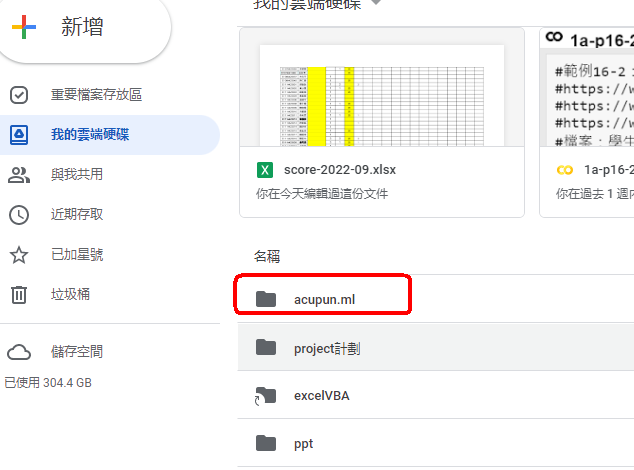 我的雲端硬碟
新增
重要檔案存放區
我的雲端硬碟
與我共用
近期存取
已加星號
垃圾桶
儲存空間
已使用 304.4 GB
score-2022-09.xlsx
你在今天編輯過這份文件
1a-p16-2
#範例16-2
#https://w
#https://w
#https://w
#檔案：學生
1a-p16-2
你在過去 1 週內
名稱
acupun.ml
project計劃
excelVBA
ppt